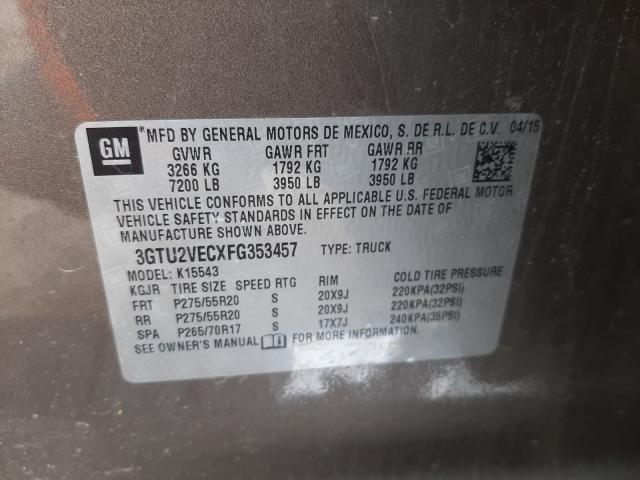 GM *MFD BY GENERAL MOTORS DE MEXICO, S. DE R.L. DE C.V. 04/15
GVWR GAWR FRT GAWR RR
3266 KG 1792 KG 1792 KG
7200 LB 3950 LB 3950 LB
THIS VEHICLE CONFORMS TO ALL APPLICABLE U.S. FEDERAL MOTOR
VEHICLE SAFETY STANDARDS IN EFFECT ON THE DATE OF
MANUFACTURE SHOWN ABOVE.
3GTU2VECXFG353457 TYPE: TRUCK
MODEL: K15543
KGJR TIRE SIZE SPEED RTG RIM COLD TIRE PRESSURE
FRT P275/55R20 S 20X9J 220KPA(32PSI)
RR P275/55R20 S 20X9J 220KPA(32PSI)
SPA P265/70R17 S 17X7J 240KPA(35PSI)
SEE OWNER'S MANUAL FOR MORE INFORMATION.